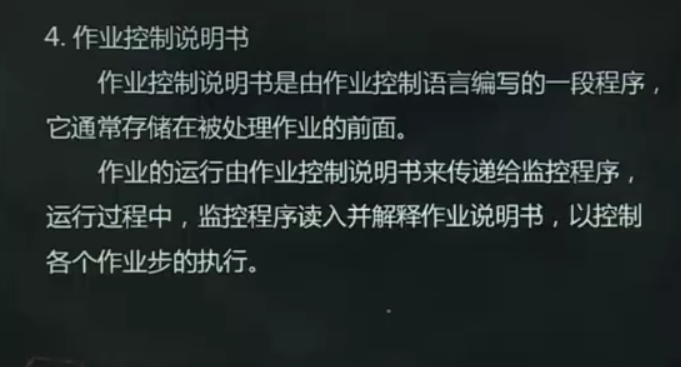 4. 作业控制说明书
作业控制说明书是由作业控制语言编写的一段程序，
它通常存储在被处理作业的前面。
作业的运行由作业控制说明书来传递给监控程序，
运行过程中，监控程序读入并解释作业说明书，以控制
各个作业步的执行。